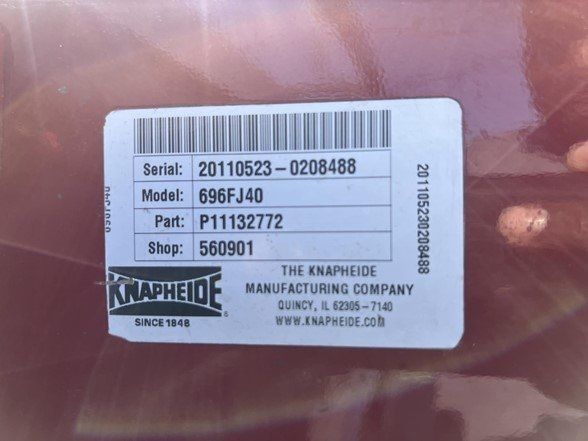 Serial: 20110523-0208488
Model: 696FJ40
Part: P11132772
Shop: 560901
KNAPHEIDE
SINCE 1848
THE KNAPHEIDE
MANUFACTURING COMPANY
QUINCY, IL 62305-7140
WWW.KNAPHEIDE.COM
201105230208488